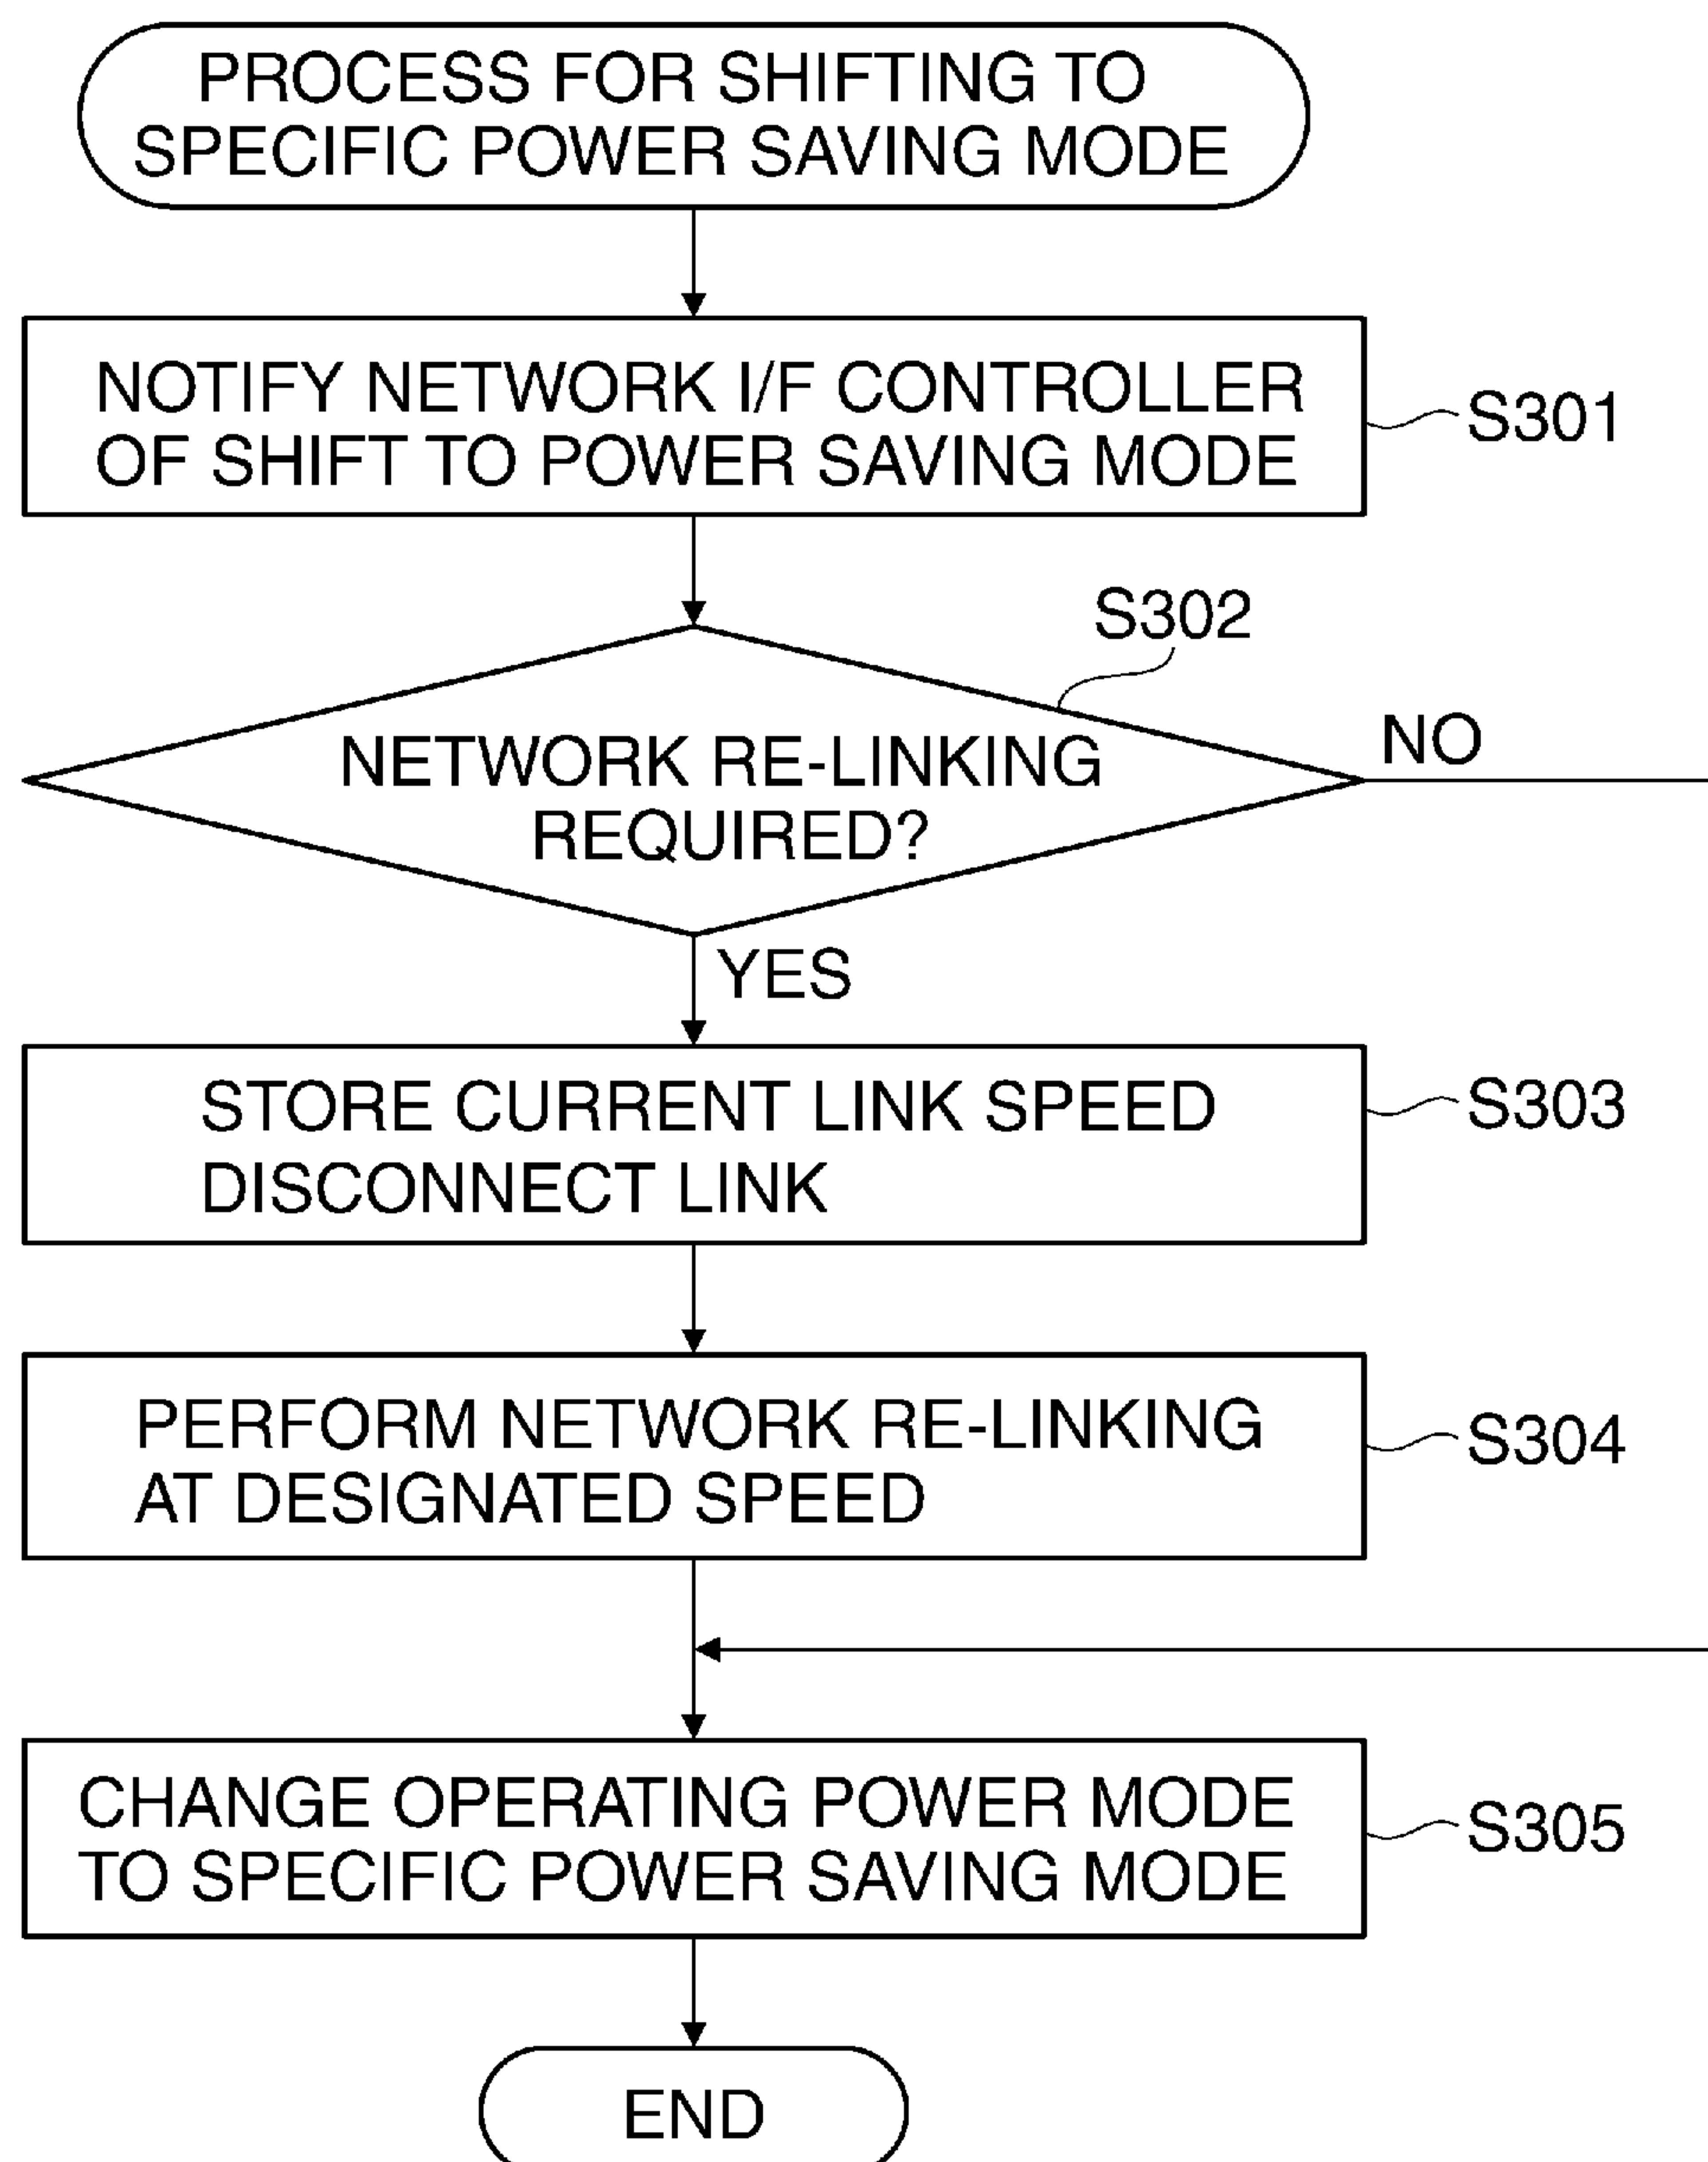 PROCESS FOR SHIFTING TO
SPECIFIC POWER SAVING MODE
NOTIFY NETWORK I/F CONTROLLER
OF SHIFT TO POWER SAVING MODE
S301
S302
NETWORK RE-LINKING
REQUIRED?
NO
YES
STORE CURRENT LINK SPEED
DISCONNECT LINK
S303
PERFORM NETWORK RE-LINKING
AT DESIGNATED SPEED
S304
CHANGE OPERATING POWER MODE
TO SPECIFIC POWER SAVING MODE
S305
END